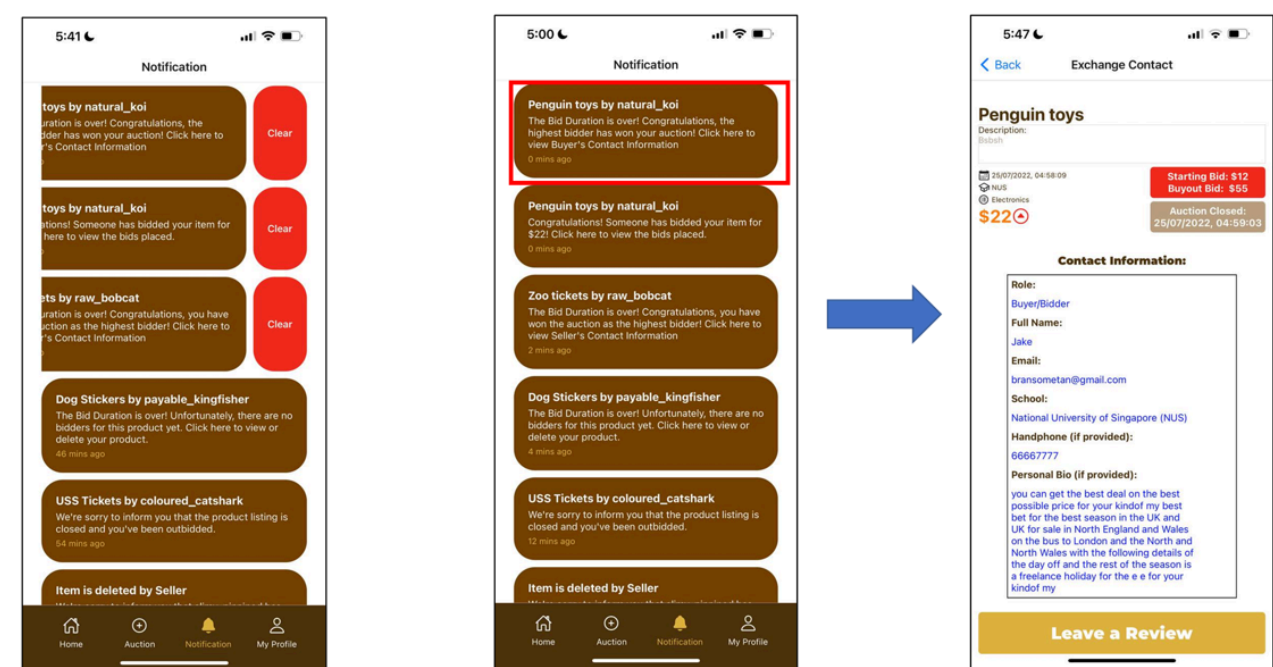 5:41
Notification
toys by natural_koi
uration is over! Congratulations, the
dder has won your auction! Click here to
r's Contact Information
Clear
toys by natural_koi
ations! Someone has bidded your item for
here to view the bids placed.
Clear
ets by raw_bobcat
uration is over! Congratulations, you have
uction as the highest bidder! Click here to
r's Contact Information
Clear
Dog Stickers by payable_kingfisher
The Bid Duration is over! Unfortunately, there are no
bidders for this product yet. Click here to view or
delete your product.
46 mins ago
USS Tickets by coloured_catshark
We're sorry to inform you that the product listing is
closed and you've been outbidded.
54 mins ago
Item is deleted by Seller
Home
Auction
Notification
My Profile
5:00
Notification
Penguin toys by natural_koi
The Bid Duration is over! Congratulations, the
highest bidder has won your auction! Click here to
view Buyer's Contact Information
0 mins ago
Penguin toys by natural_koi
Congratulations! Someone has bidded your item for
$22! Click here to view the bids placed.
0 mins ago
Zoo tickets by raw_bobcat
The Bid Duration is over! Congratulations, you have
won the auction as the highest bidder! Click here to
view Seller's Contact Information
2 mins ago
Dog Stickers by payable_kingfisher
The Bid Duration is over! Unfortunately, there are no
bidders for this product yet. Click here to view or
delete your product.
4 mins ago
USS Tickets by coloured_catshark
We're sorry to inform you that the product listing is
closed and you've been outbidded.
12 mins ago
Item is deleted by Seller
Home
Auction
Notification
My Profile
5:47
Back
Exchange Contact
Penguin toys
Description:
Bsbsh
25/07/2022, 04:58:09
NUS
Electronics
$22
Starting Bid: $12
Buyout Bid: $55
Auction Closed:
25/07/2022, 04:59:03
Contact Information:
Role:
Buyer/Bidder
Full Name:
Jake
Email:
bransometan@gmail.com
School:
National University of Singapore (NUS)
Handphone (if provided):
66667777
Personal Bio (if provided):
you can get the best deal on the best
possible price for your kindof my best
bet for the best season in the UK and
UK for sale in North England and Wales
on the bus to London and the North and
North Wales with the following details of
the day off and the rest of the season is
a freelance holiday for the e e for your
kindof my
Leave a Review